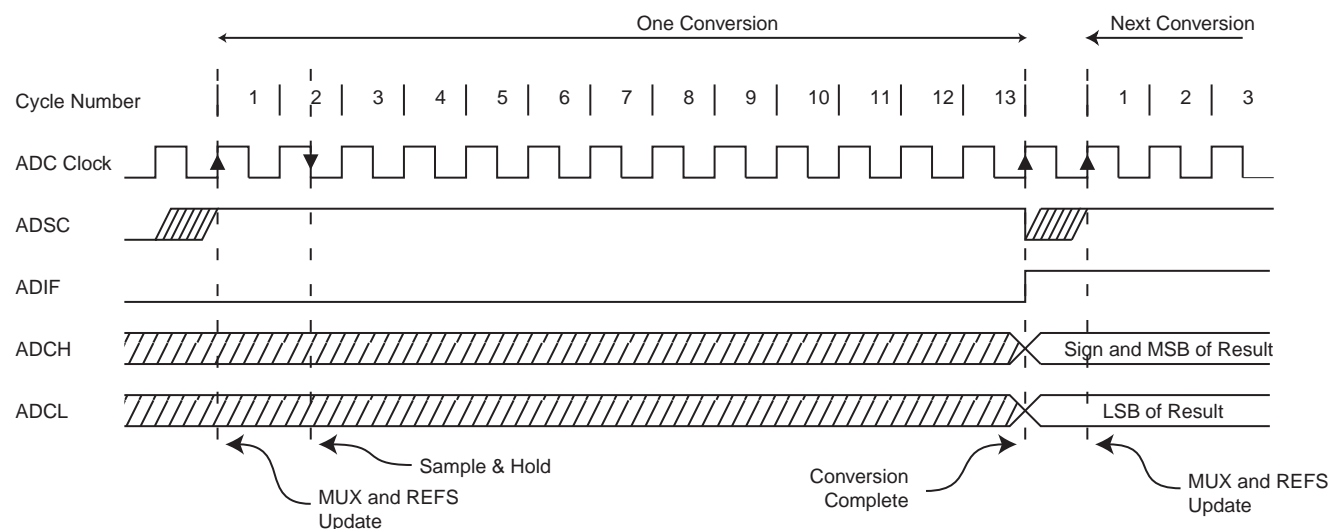 One Conversion Next Conversion
Cycle Number 1 2 3 4 5 6 7 8 9 10 11 12 13 1 2 3
ADC Clock
ADSC
ADIF
ADCH Sign and MSB of Result
ADCL LSB of Result
Sample & Hold
MUX and REFS
Update
Conversion
Complete
MUX and REFS
Update